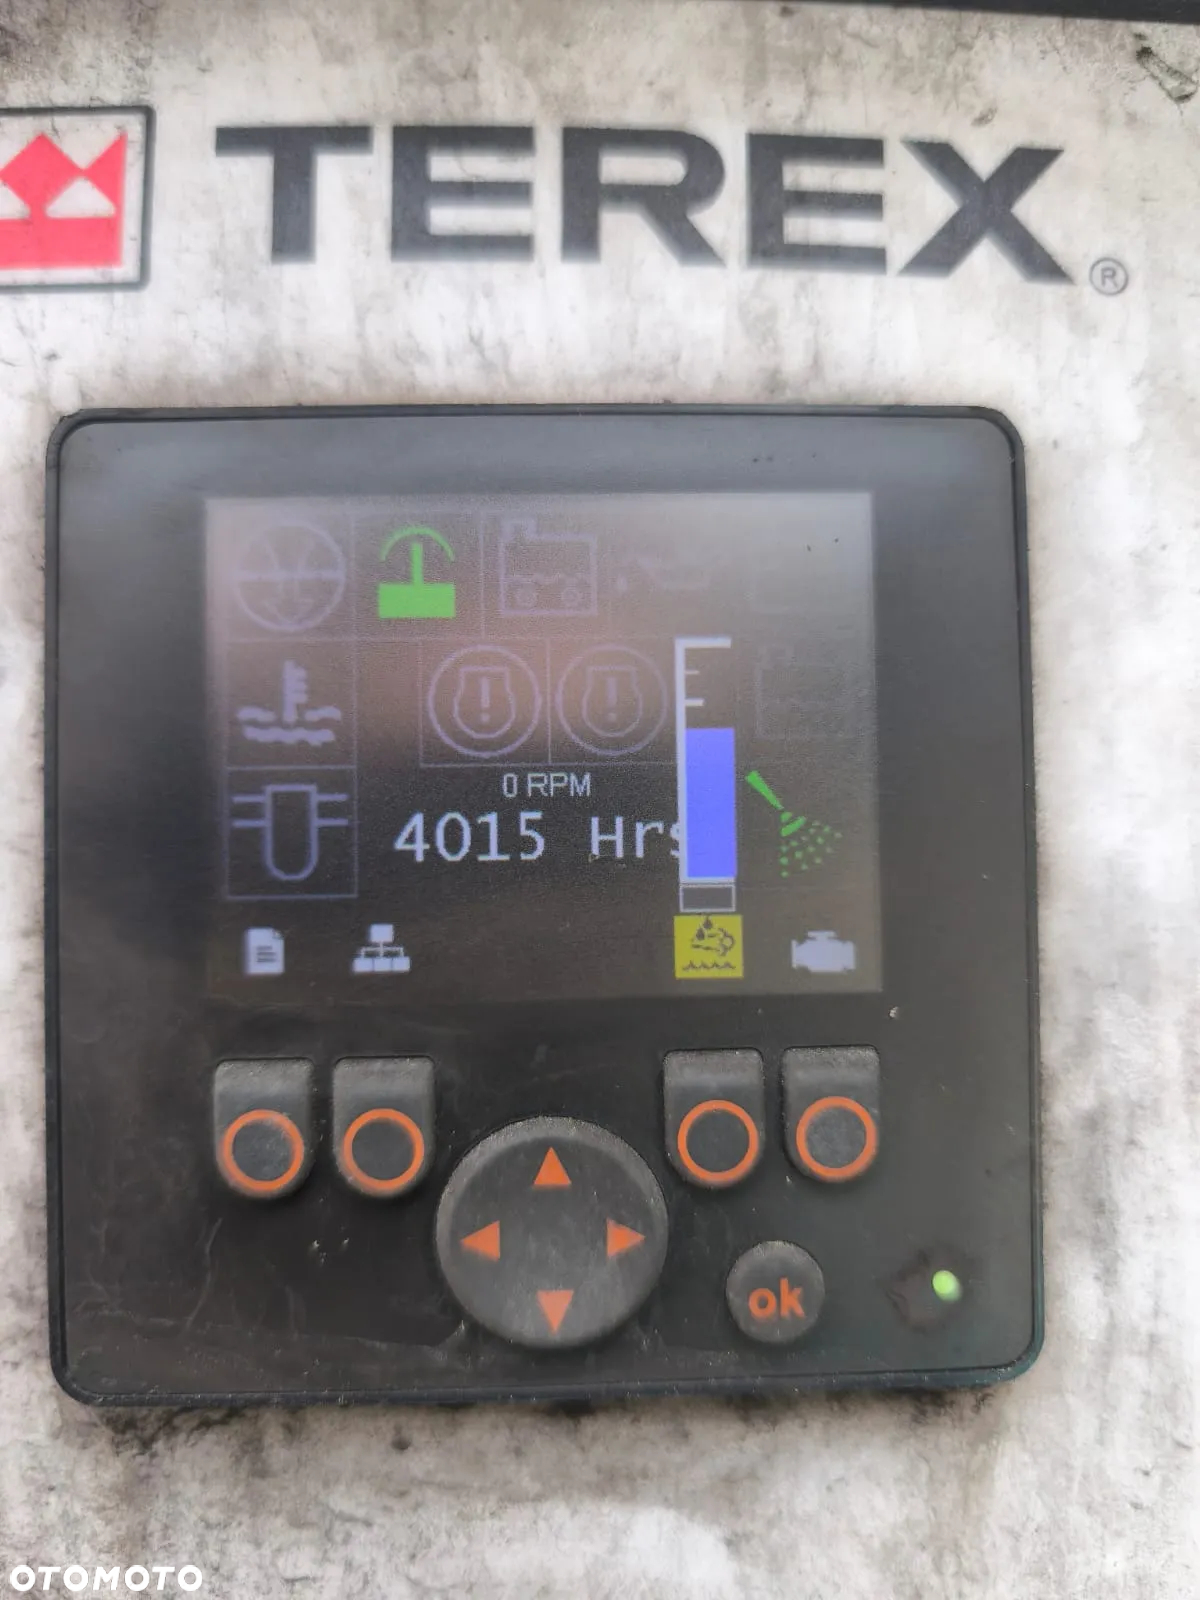 TEREX®
0 RPM
4015 Hrs
ok
OTOMOTO